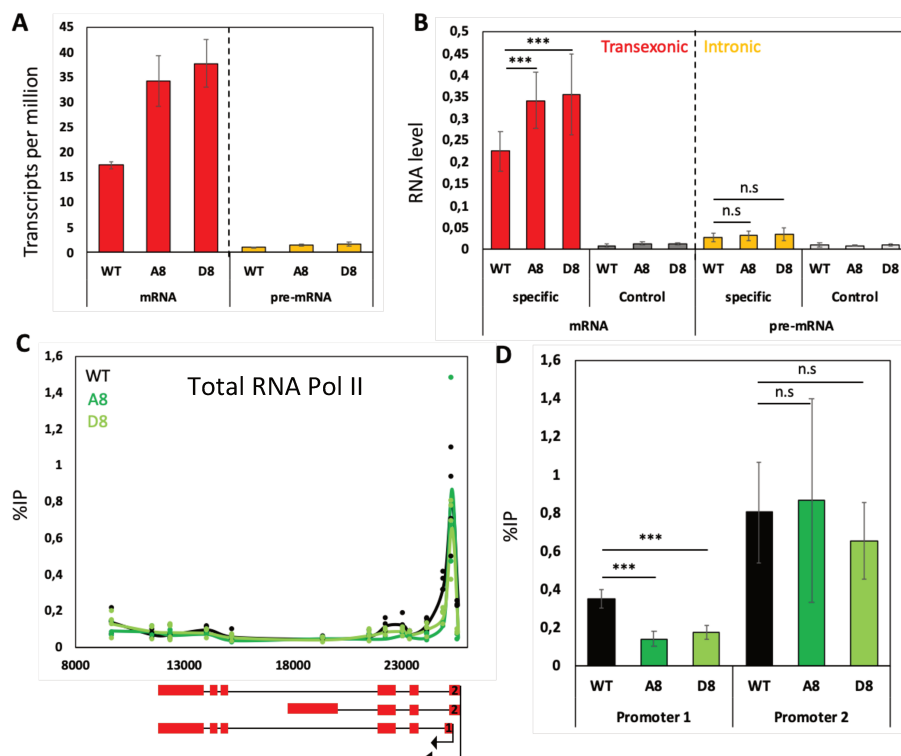 A
45
40
35
30
25
20
15
10
5
0
Transcripts per million
WT A8 D8 WT A8 D8
mRNA pre-mRNA
B
0,5
0,45
0,4
0,35
0,3
0,25
0,2
0,15
0,1
0,05
0
RNA level
*** Transexonic Intronic
***
n.s
n.s
WT A8 D8 WT A8 D8 WT A8 D8 WT A8 D8
specific Control specific Control
mRNA pre-mRNA
C
1,6
1,4
1,2
1
0,8
0,6
0,4
0,2
0
%IP
WT
A8
D8
Total RNA Pol II
8000 13000 18000 23000
2
2
1
D
1,6
1,4
1,2
1
0,8
0,6
0,4
0,2
0
%IP
n.s
n.s
***
***
WT A8 D8 WT A8 D8
Promoter 1 Promoter 2